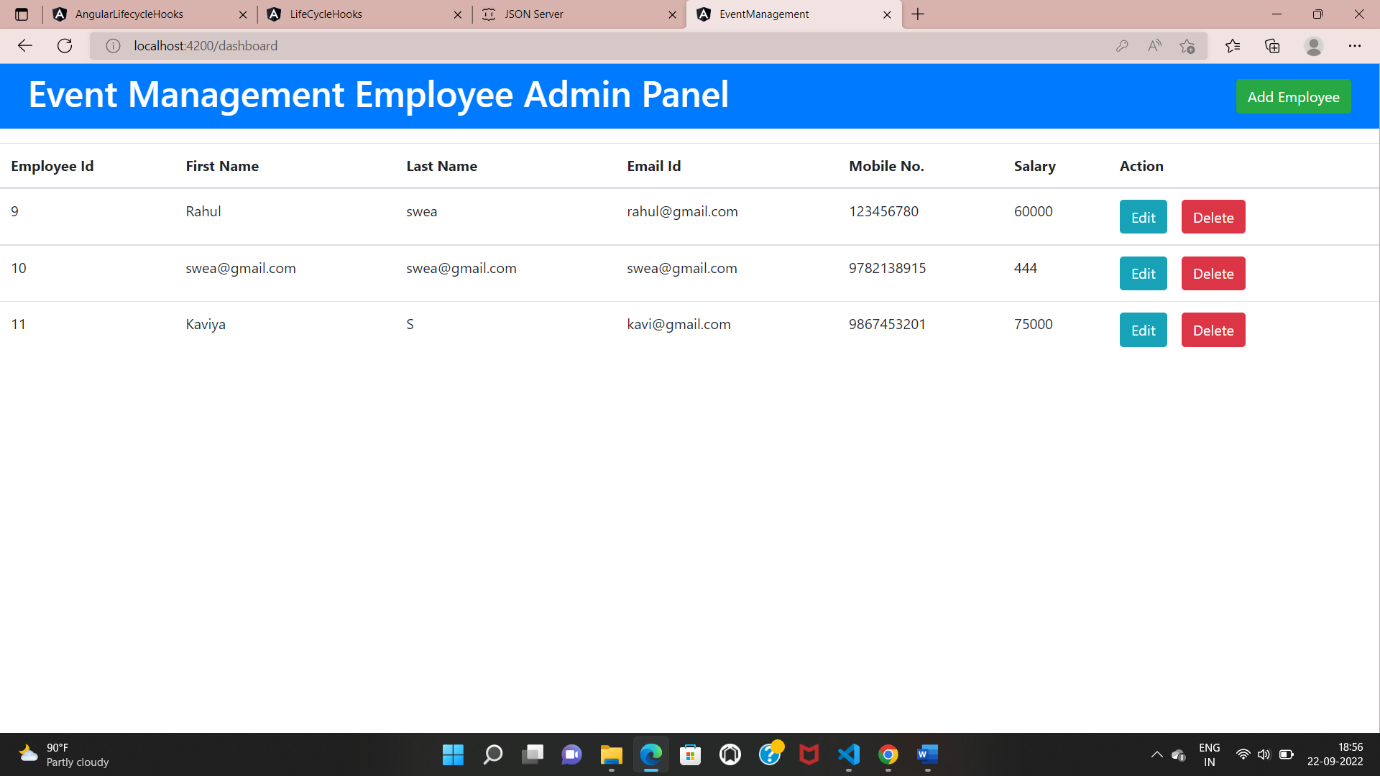 AngularLifecycleHooks LifeCycleHooks JSON Server EventManagement
localhost:4200/dashboard
Event Management Employee Admin Panel Add Employee
Employee Id First Name Last Name Email Id Mobile No. Salary Action
9 Rahul swea rahul@gmail.com 123456780 60000 Edit Delete
10 swea@gmail.com swea@gmail.com swea@gmail.com 9782138915 444 Edit Delete
11 Kaviya S kavi@gmail.com 9867453201 75000 Edit Delete
90°F ENG 18:56
Partly cloudy IN 22-09-2022